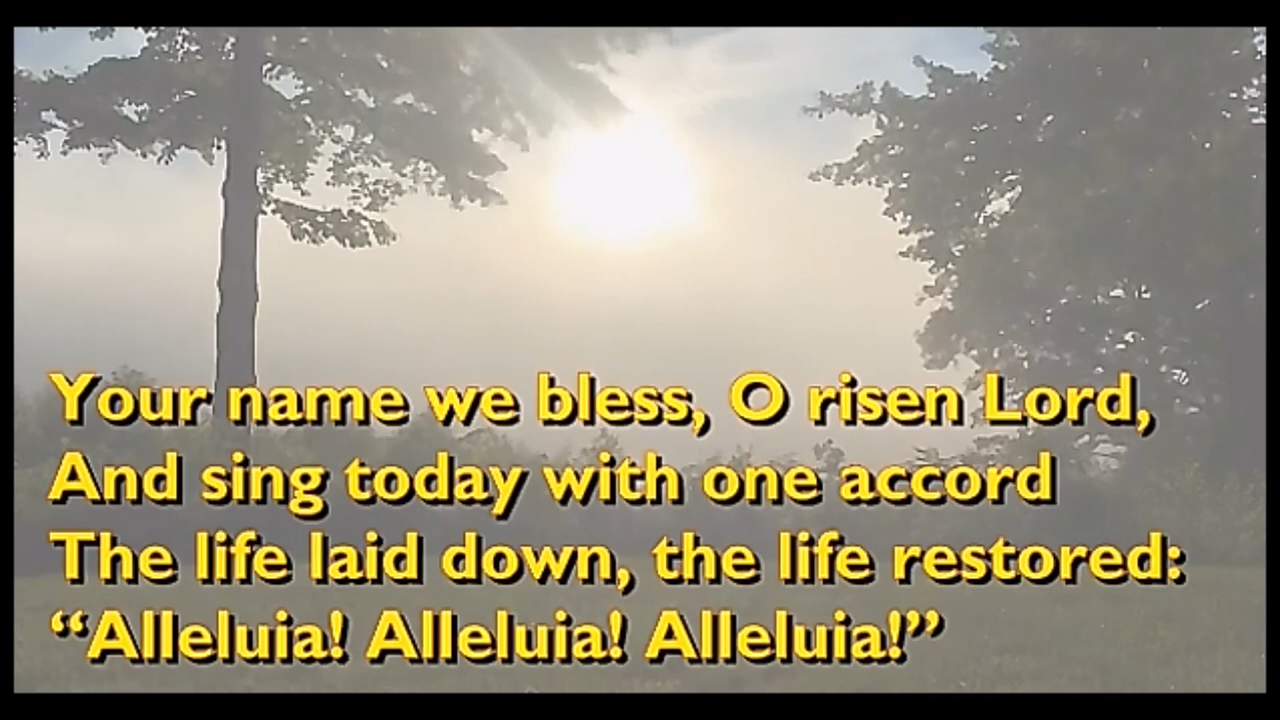 Your name we bless, O risen Lord,
And sing today with one accord
The life laid down, the life restored:
“Alleluia! Alleluia! Alleluia!”